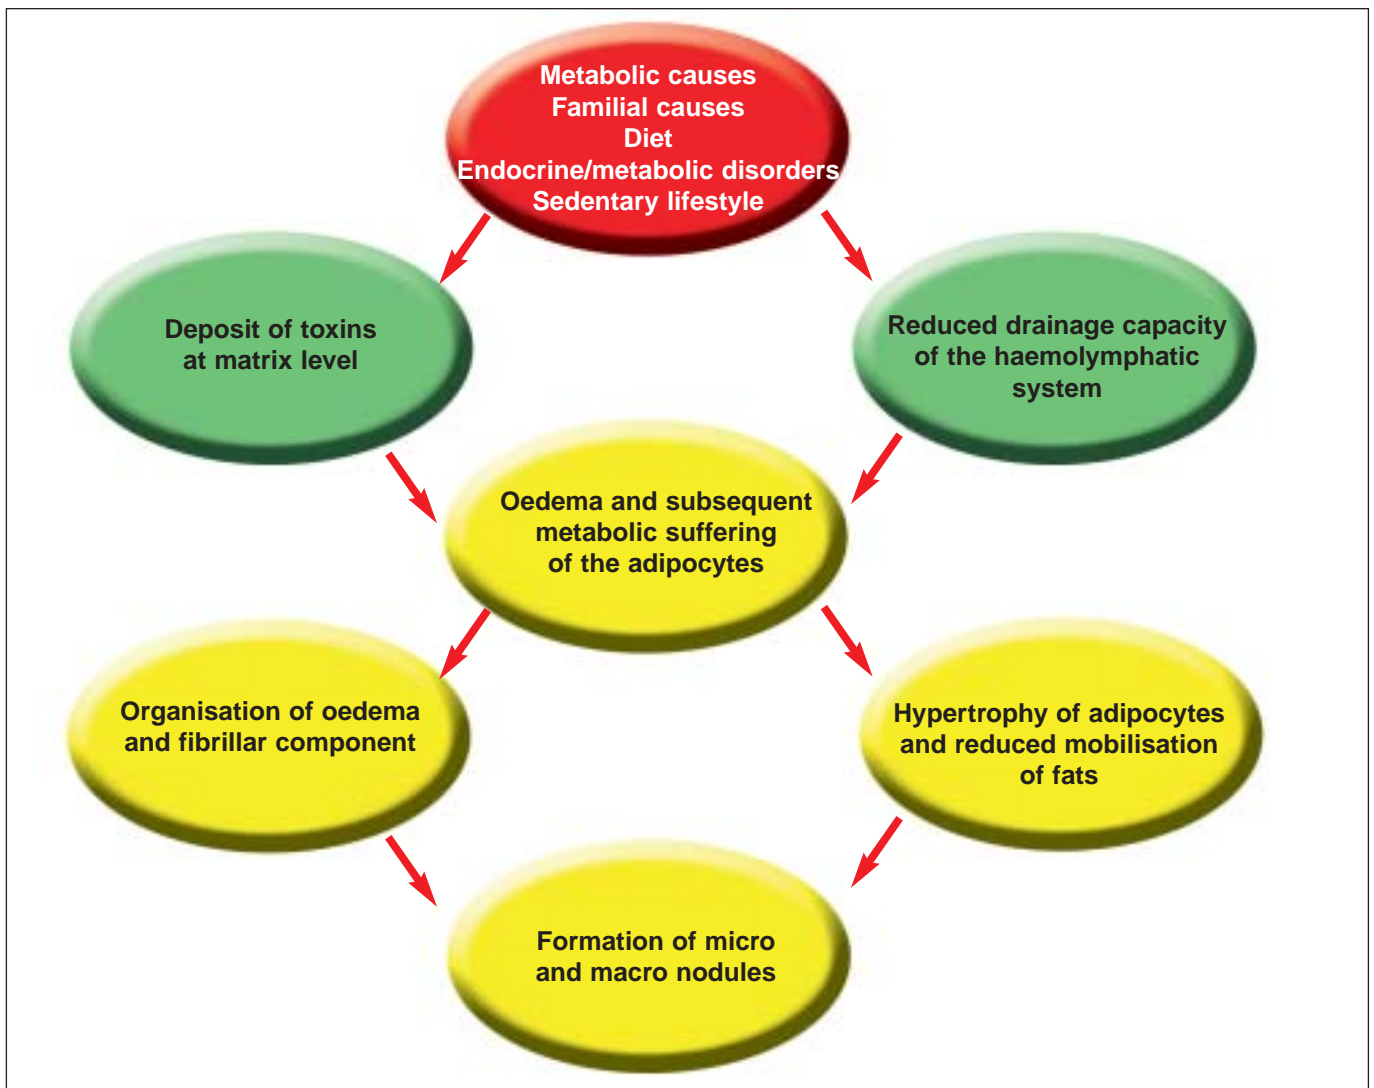 Metabolic causes
Familial causes
Diet
Endocrine/metabolic disorders
Sedentary lifestyle
Deposit of toxins
at matrix level
Reduced drainage capacity
of the haemolymphatic
system
Oedema and subsequent
metabolic suffering
of the adipocytes
Organisation of oedema
and fibrillar component
Hypertrophy of adipocytes
and reduced mobilisation
of fats
Formation of micro
and macro nodules